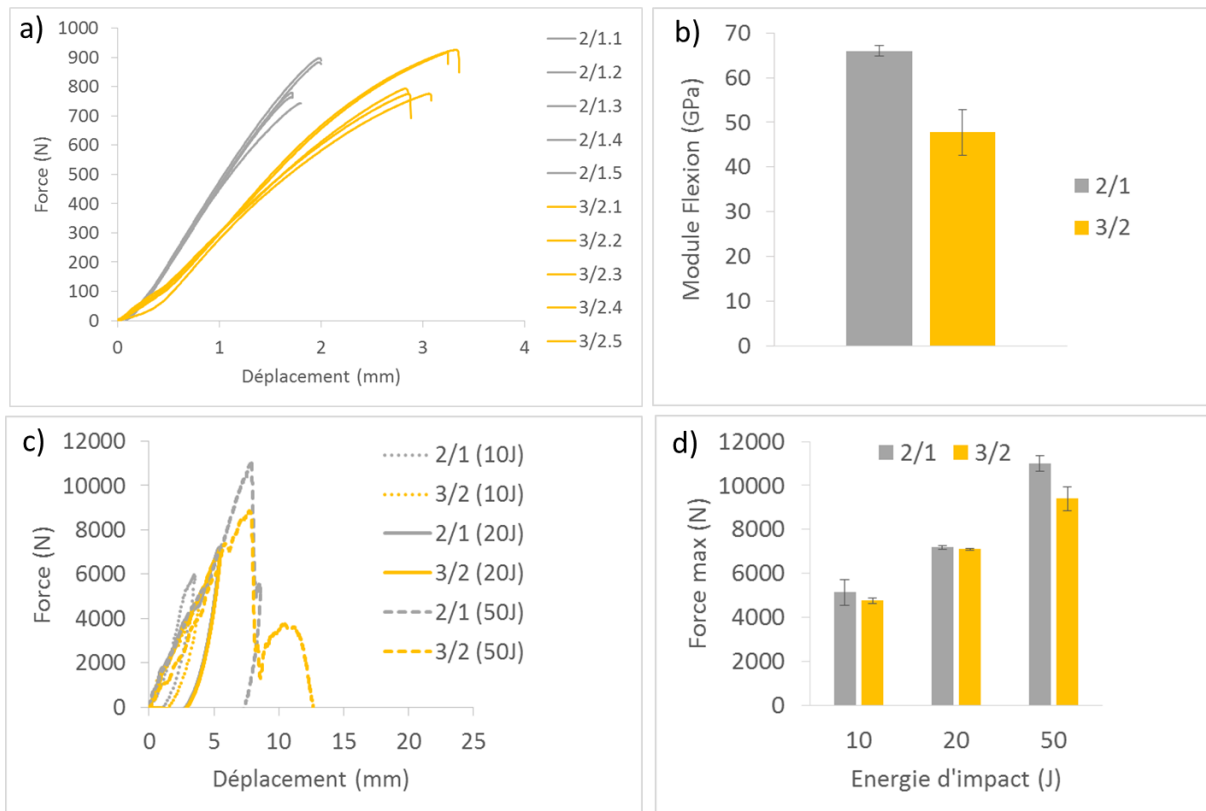 a)
1000
900
800
700
600
500
400
300
200
100
0
Force (N)
0 1 2 3 4
Déplacement (mm)
2/1.1
2/1.2
2/1.3
2/1.4
2/1.5
3/2.1
3/2.2
3/2.3
3/2.4
3/2.5
b)
70
60
50
40
30
20
10
0
Module Flexion (GPa)
2/1
3/2
c)
12000
10000
8000
6000
4000
2000
0
Force (N)
0 5 10 15 20 25
Déplacement (mm)
2/1 (10J)
3/2 (10J)
2/1 (20J)
3/2 (20J)
2/1 (50J)
3/2 (50J)
d)
2/1 3/2
12000
10000
8000
6000
4000
2000
0
Force max (N)
10 20 50
Energie d'impact (J)